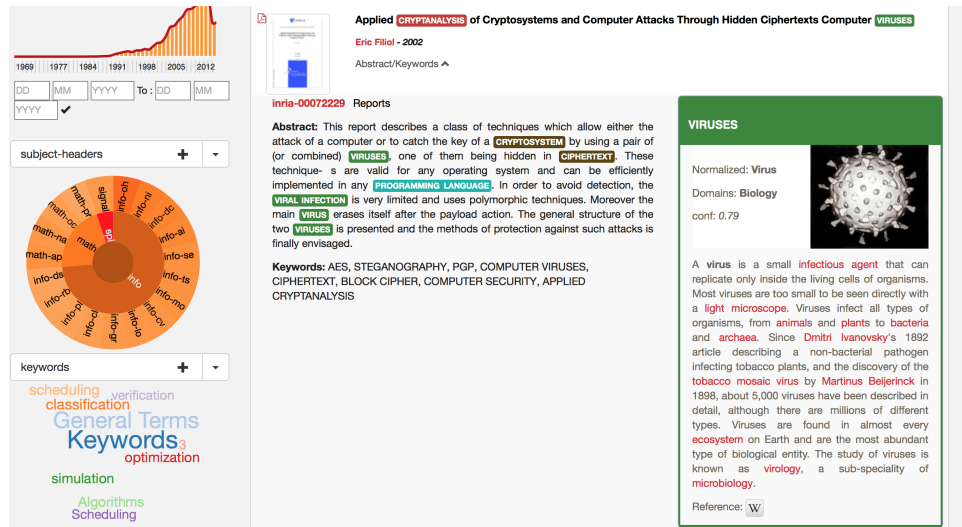 1969 1977 1984 1991 1998 2005 2012
DD MM YYYY To : DD MM
YYYY
subject-headers
signal
info-oh
info-ni
info-dc
info-ai
info-se
info-ts
info-mo
info-cv
info-lo
info-gr
info-cl
info-pl
info-rb
info-ds
math-ap
math-na
math-oc
math-pr
math
spi
info
keywords
scheduling
verification
classification
General Terms
Keywords 3
optimization
simulation
Algorithms
Scheduling
Applied CRYPTANALYSIS of Cryptosystems and Computer Attacks Through Hidden Ciphertexts Computer VIRUSES
Eric Filiol - 2002
Abstract/Keywords
inria-00072229 Reports
Abstract: This report describes a class of techniques which allow either the
attack of a computer or to catch the key of a CRYPTOSYSTEM by using a pair of
(or combined) VIRUSES, one of them being hidden in CIPHERTEXT. These
technique- s are valid for any operating system and can be efficiently
implemented in any PROGRAMMING LANGUAGE. In order to avoid detection, the
VIRAL INFECTION is very limited and uses polymorphic techniques. Moreover the
main VIRUS erases itself after the payload action. The general structure of the
two VIRUSES is presented and the methods of protection against such attacks is
finally envisaged.
Keywords: AES, STEGANOGRAPHY, PGP, COMPUTER VIRUSES,
CIPHERTEXT, BLOCK CIPHER, COMPUTER SECURITY, APPLIED
CRYPTANALYSIS
VIRUSES
Normalized: Virus
Domains: Biology
conf: 0.79
A virus is a small infectious agent that can
replicate only inside the living cells of organisms.
Most viruses are too small to be seen directly with
a light microscope. Viruses infect all types of
organisms, from animals and plants to bacteria
and archaea. Since Dmitri Ivanovsky's 1892
article describing a non-bacterial pathogen
infecting tobacco plants, and the discovery of the
tobacco mosaic virus by Martinus Beijerinck in
1898, about 5,000 viruses have been described in
detail, although there are millions of different
types. Viruses are found in almost every
ecosystem on Earth and are the most abundant
type of biological entity. The study of viruses is
known as virology, a sub-speciality of
microbiology.
Reference: W